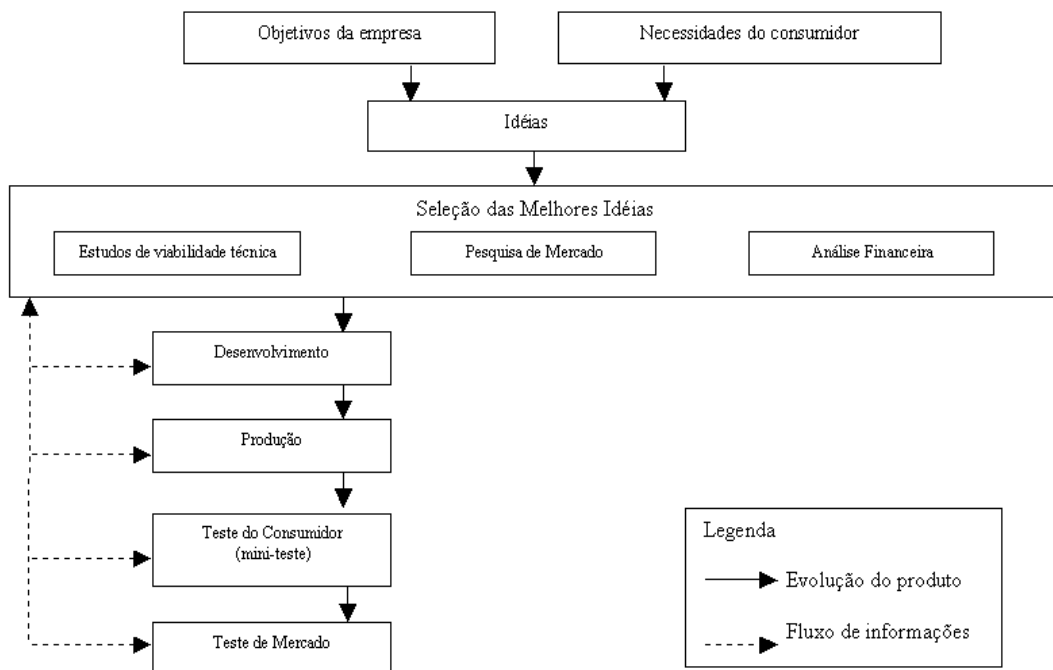 Objetivos da empresa
Necessidades do consumidor
Idéias
Seleção das Melhores Idéias
Estudos de viabilidade técnica
Pesquisa de Mercado
Análise Financeira
Desenvolvimento
Produção
Teste do Consumidor
(mini-teste)
Teste de Mercado
Legenda
Evolução do produto
Fluxo de informações